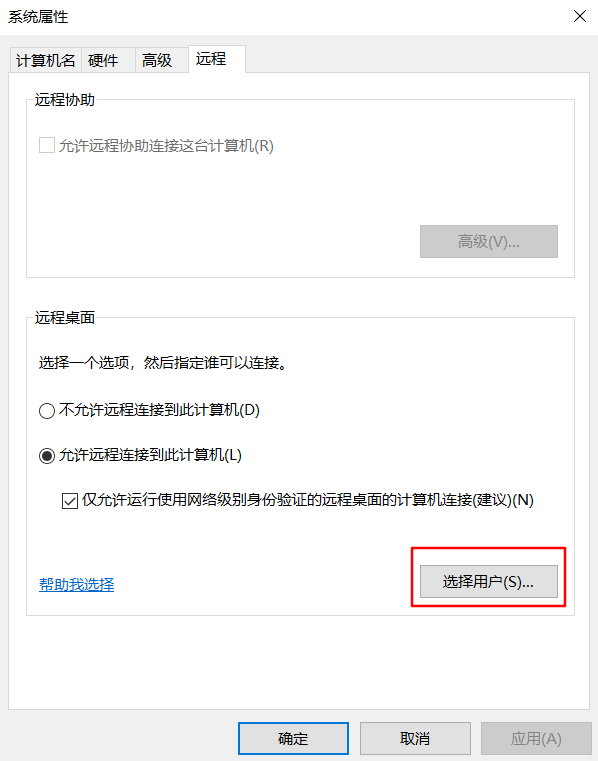 系统属性
计算机名 硬件 高级 远程
远程协助
允许远程协助连接这台计算机(R)
高级(V)...
远程桌面
选择一个选项，然后指定谁可以连接。
不允许远程连接到此计算机(D)
允许远程连接到此计算机(L)
仅允许运行使用网络级别身份验证的远程桌面的计算机连接(建议)(N)
帮助我选择 选择用户(S)...
确定 取消 应用(A)